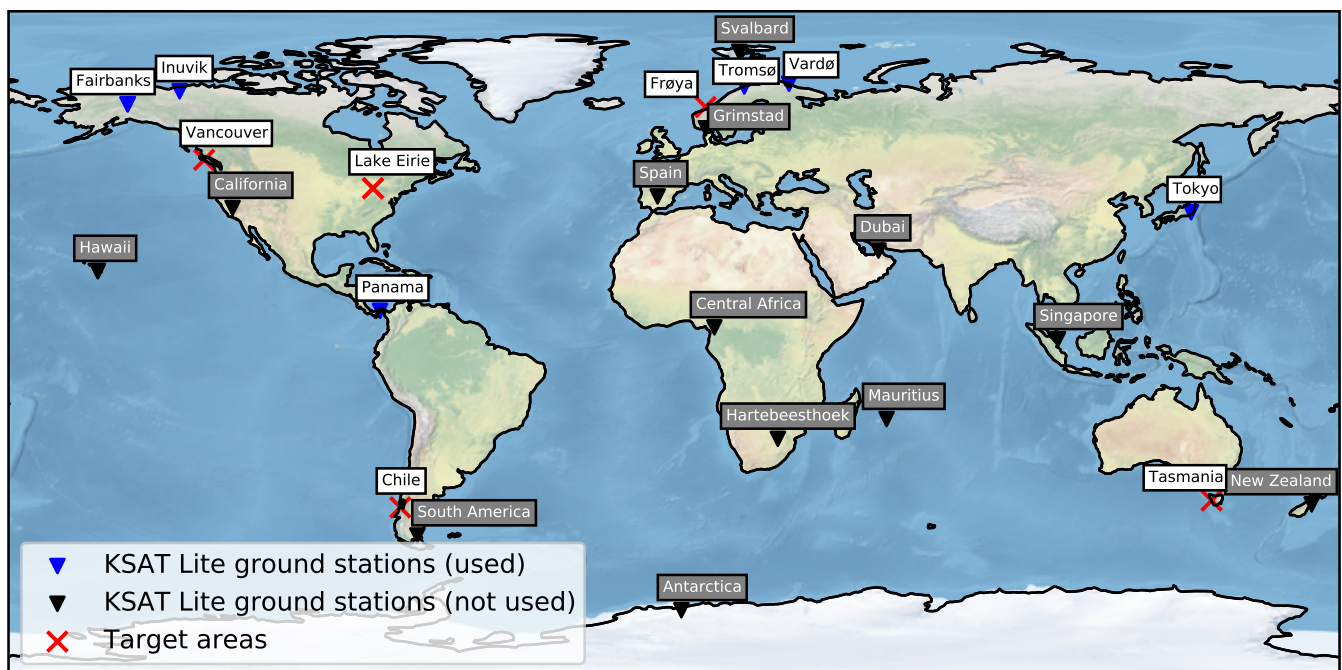 Svalbard
Inuvik
Fairbanks
Tromsø
Vardø
Frøya
Grimstad
Vancouver
Lake Eirie
California
Spain
Tokyo
Hawaii
Dubai
Panama
Central Africa
Singapore
Mauritius
Hartebeesthoek
Chile
Tasmania
New Zealand
South America
KSAT Lite ground stations (used)
KSAT Lite ground stations (not used)
Target areas
Antarctica